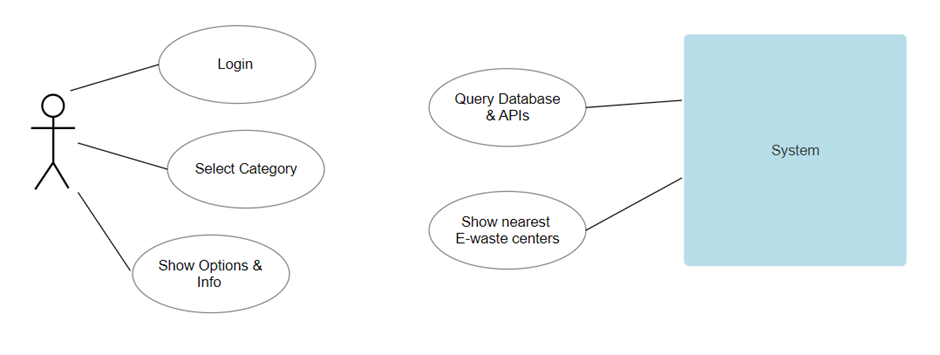 Login
Select Category
Show Options &
Info
Query Database
& APIs
Show nearest
E-waste centers
System